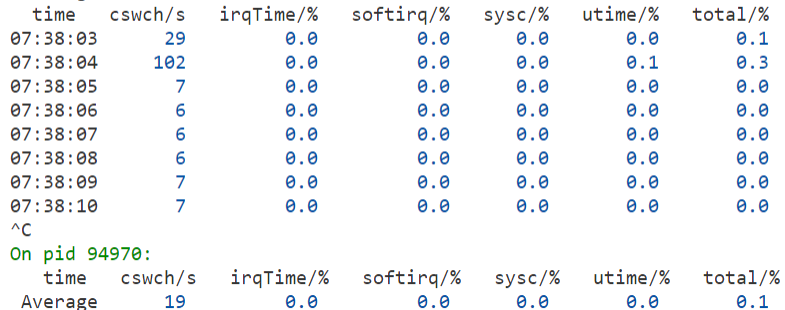 time cswch/s irqTime/% softirq/% sysc/% utime/% total/%
07:38:03 29 0.0 0.0 0.0 0.0 0.1
07:38:04 102 0.0 0.0 0.0 0.1 0.3
07:38:05 7 0.0 0.0 0.0 0.0 0.0
07:38:06 6 0.0 0.0 0.0 0.0 0.0
07:38:07 6 0.0 0.0 0.0 0.0 0.0
07:38:08 6 0.0 0.0 0.0 0.0 0.0
07:38:09 7 0.0 0.0 0.0 0.0 0.0
07:38:10 7 0.0 0.0 0.0 0.0 0.0
^C
On pid 94970:
time cswch/s irqTime/% softirq/% sysc/% utime/% total/%
Average 19 0.0 0.0 0.0 0.0 0.1